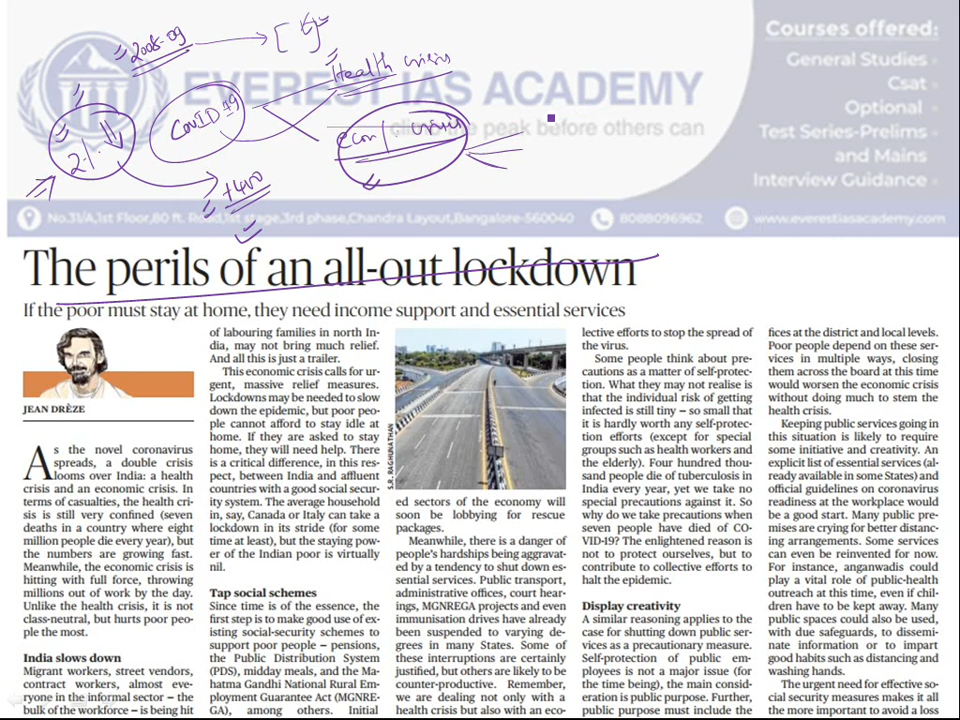 2008-09
Health crisis
COVID-19
2.1.
+400
Courses offered:
General Studies
Csat
Optional
Test Series-Prelims
and Mains
Interview Guidance
EVEREST IAS ACADEMY
climb the peak before others can
No.31/A,1st Floor,80 ft. Road,1st stage,3rd phase,Chandra Layout,Bangalore-560040
8088096962
www.everestiasacademy.com
The perils of an all-out lockdown
If the poor must stay at home, they need income support and essential services
JEAN DRÈZE
As the novel coronavirus
spreads, a double crisis
looms over India: a health
crisis and an economic crisis. In
terms of casualties, the health cri-
sis is still very confined (seven
deaths in a country where eight
million people die every year), but
the numbers are growing fast.
Meanwhile, the economic crisis is
hitting with full force, throwing
millions out of work by the day.
Unlike the health crisis, it is not
class-neutral, but hurts poor peo-
ple the most.
India slows down
Migrant workers, street vendors,
contract workers, almost eve-
ryone in the informal sector – the
bulk of the workforce – is being hit
of labouring families in north In-
dia, may not bring much relief.
And all this is just a trailer.
This economic crisis calls for ur-
gent, massive relief measures.
Lockdowns may be needed to slow
down the epidemic, but poor peo-
ple cannot afford to stay idle at
home. If they are asked to stay
home, they will need help. There
is a critical difference, in this res-
pect, between India and affluent
countries with a good social secur-
ity system. The average household
in, say, Canada or Italy can take a
lockdown in its stride (for some
time at least), but the staying pow-
er of the Indian poor is virtually
nil.
Tap social schemes
Since time is of the essence, the
first step is to make good use of ex-
isting social-security schemes to
support poor people – pensions,
the Public Distribution System
(PDS), midday meals, and the Ma-
hatma Gandhi National Rural Em-
ployment Guarantee Act (MGNRE-
GA), among others. Initial
S.R. RAGHUNATHAN
ed sectors of the economy will
soon be lobbying for rescue
packages.
Meanwhile, there is a danger of
people's hardships being aggravat-
ed by a tendency to shut down es-
sential services. Public transport,
administrative offices, court hear-
ings, MGNREGA projects and even
immunisation drives have already
been suspended to varying de-
grees in many States. Some of
these interruptions are certainly
justified, but others are likely to be
counter-productive. Remember,
we are dealing not only with a
health crisis but also with an eco-
lective efforts to stop the spread of
the virus.
Some people think about pre-
cautions as a matter of self-protec-
tion. What they may not realise is
that the individual risk of getting
infected is still tiny – so small that
it is hardly worth any self-protec-
tion efforts (except for special
groups such as health workers and
the elderly). Four hundred thou-
sand people die of tuberculosis in
India every year, yet we take no
special precautions against it. So
why do we take precautions when
seven people have died of CO-
VID-19? The enlightened reason is
not to protect ourselves, but to
contribute to collective efforts to
halt the epidemic.
Display creativity
A similar reasoning applies to the
case for shutting down public ser-
vices as a precautionary measure.
Self-protection of public em-
ployees is not a major issue (for
the time being), the main consid-
eration is public purpose. Further,
public purpose must include the
fices at the district and local levels.
Poor people depend on these ser-
vices in multiple ways, closing
them across the board at this time
would worsen the economic crisis
without doing much to stem the
health crisis.
Keeping public services going in
this situation is likely to require
some initiative and creativity. An
explicit list of essential services (al-
ready available in some States) and
official guidelines on coronavirus
readiness at the workplace would
be a good start. Many public pre-
mises are crying for better distanc-
ing arrangements. Some services
can even be reinvented for now.
For instance, anganwadis could
play a vital role of public-health
outreach at this time, even if chil-
dren have to be kept away. Many
public spaces could also be used,
with due safeguards, to dissemi-
nate information or to impart
good habits such as distancing and
washing hands.
The urgent need for effective so-
cial security measures makes it all
the more important to avoid a loss